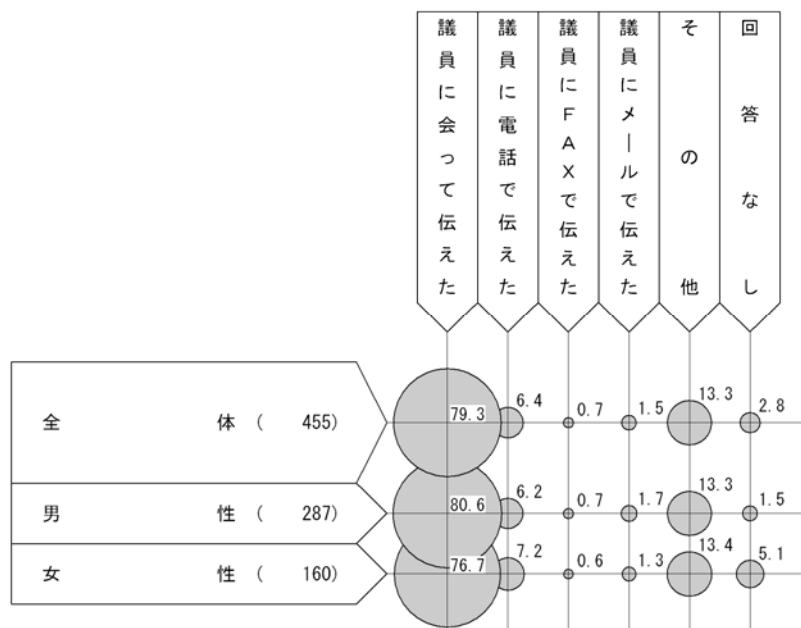 議員に会って伝えた
議員に電話で伝えた
議員にＦＡＸで伝えた
議員にメールで伝えた
その他
回答なし
全体（ 455） 79.3 6.4 0.7 1.5 13.3 2.8
男性（ 287） 80.6 6.2 0.7 1.7 13.3 1.5
女性（ 160） 76.7 7.2 0.6 1.3 13.4 5.1